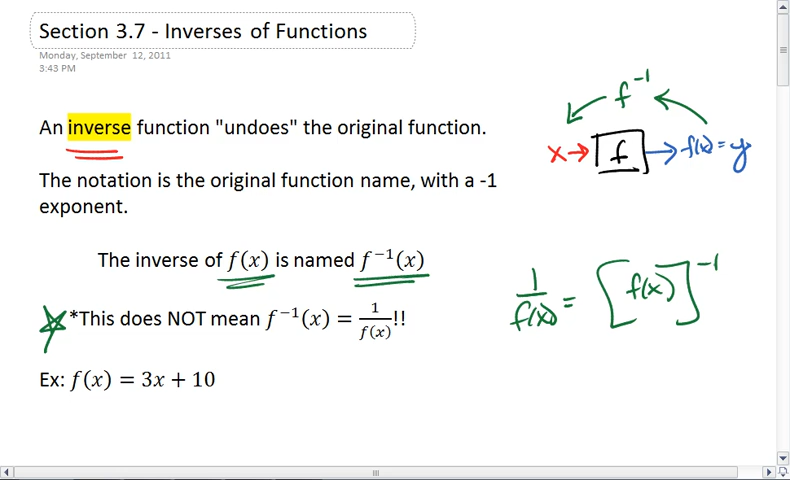 Section 3.7 - Inverses of Functions
Monday, September 12, 2011
3:43 PM
f⁻¹
An inverse function "undoes" the original function.
x → f → f(x) = y
The notation is the original function name, with a -1
exponent.
The inverse of f(x) is named f⁻¹(x)
1/f(x) = [f(x)]⁻¹
*This does NOT mean f⁻¹(x) = 1/f(x)!!
Ex: f(x) = 3x + 10